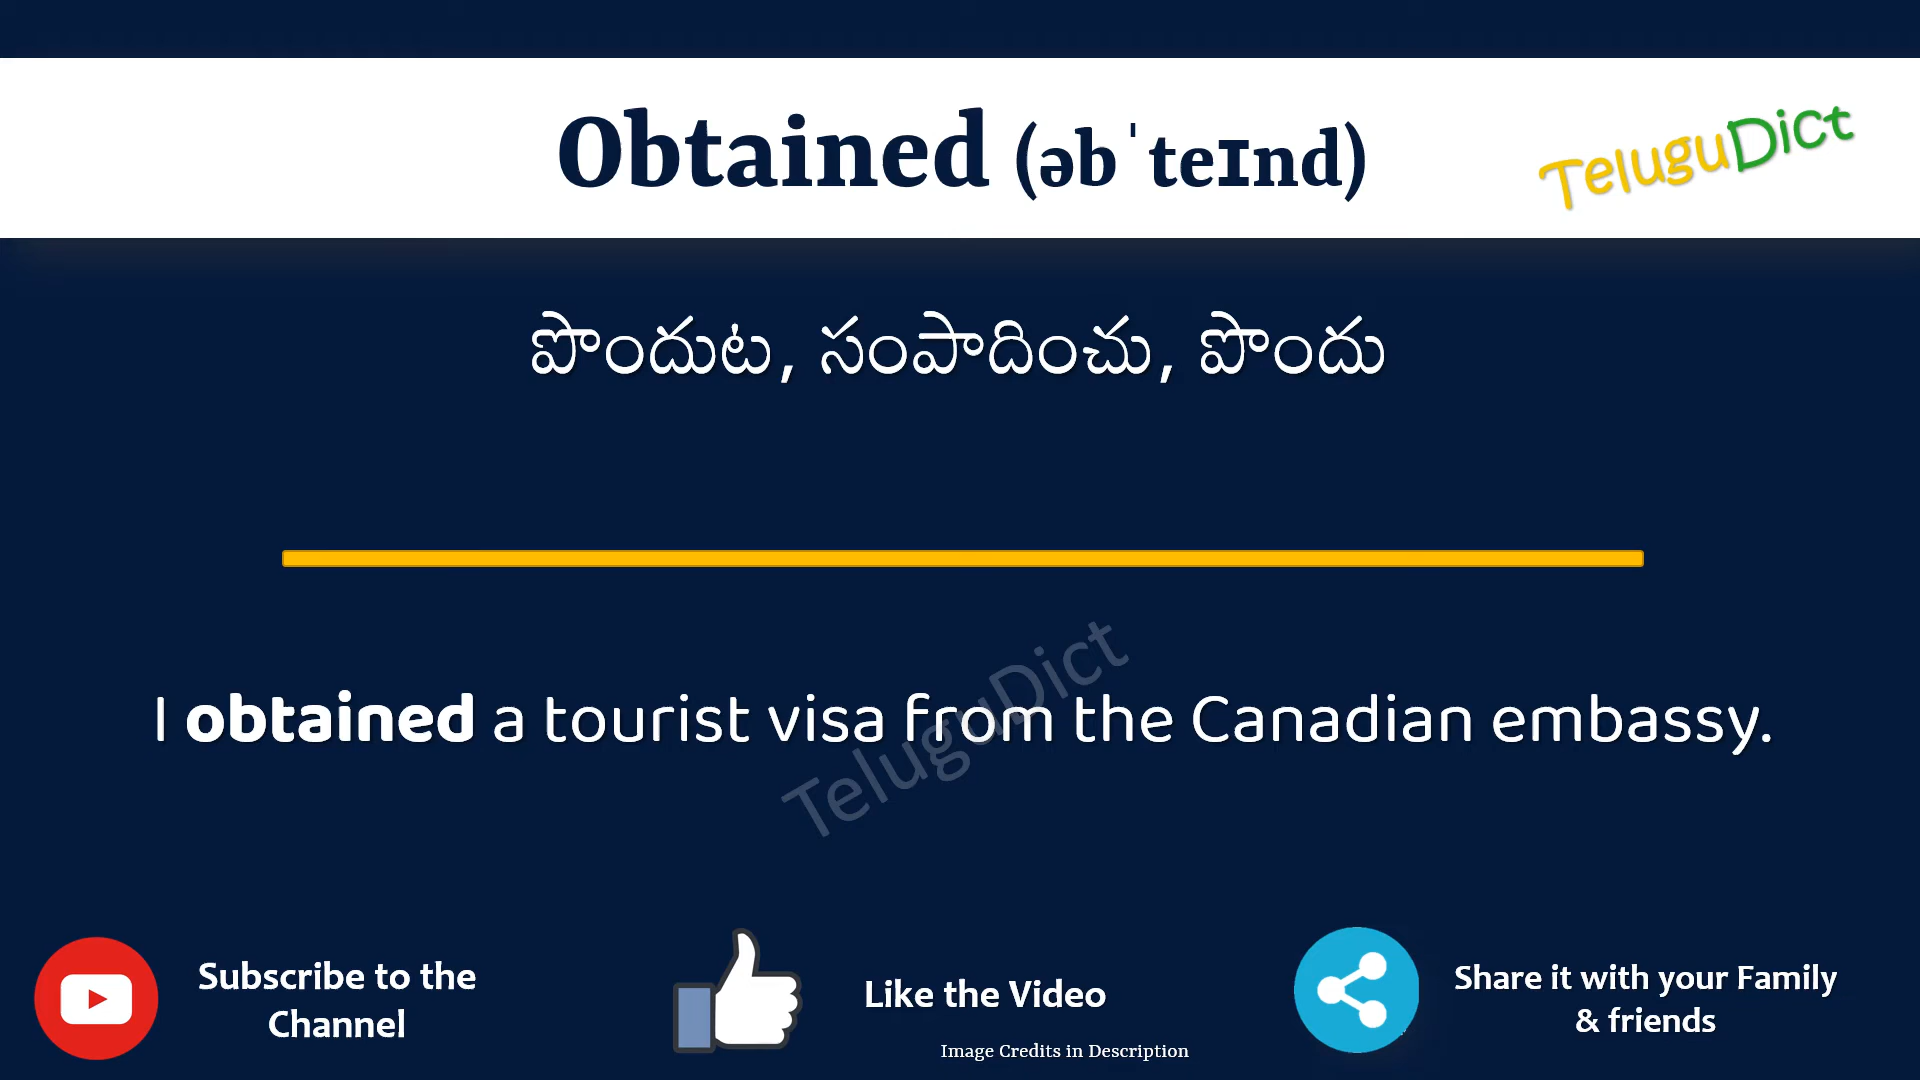 Obtained (əbˈteɪnd)
TeluguDict
పొందుట, సంపాదించు, పొందు
I obtained a tourist visa from the Canadian embassy.
TeluguDict
Subscribe to the
Channel
Like the Video
Share it with your Family
& friends
Image Credits in Description